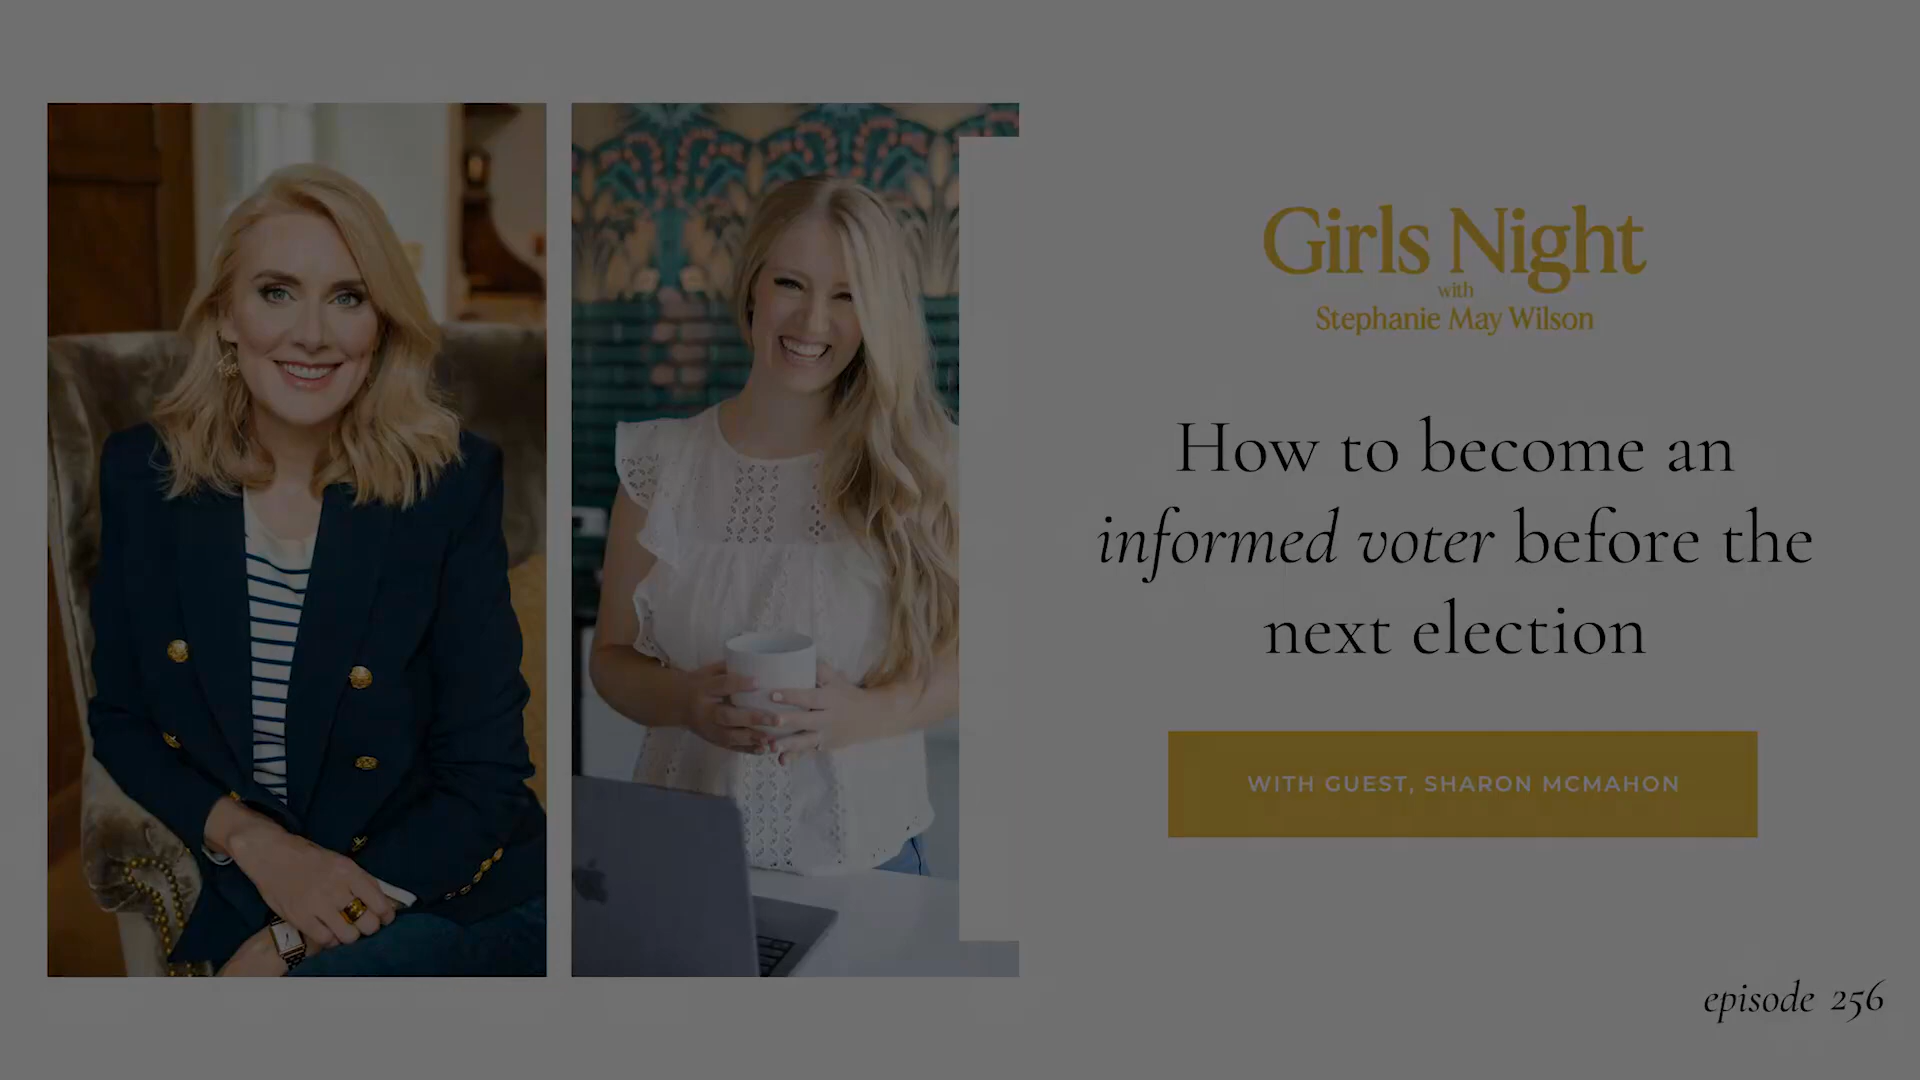 Girls Night
with
Stephanie May Wilson
How to become an
informed voter before the
next election
WITH GUEST, SHARON MCMAHON
episode 256